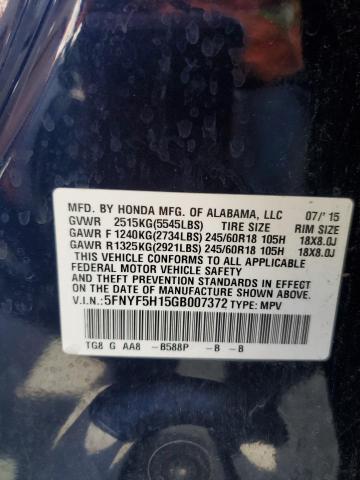 MFD. BY HONDA MFG. OF ALABAMA, LLC 07/'15
GVWR 2515KG(5545LBS) TIRE SIZE RIM SIZE
GAWR F 1240KG(2734LBS) 245/60R18 105H 18X8.0J
GAWR R1325KG(2921LBS) 245/60R18 105H 18X8.0J
THIS VEHICLE CONFORMS TO ALL APPLICABLE
FEDERAL MOTOR VEHICLE SAFETY AND
THEFT PREVENTION STANDARDS IN EFFECT
ON THE DATE OF MANUFACTURE SHOWN ABOVE.
V.I.N.: 5FNYF5H15GB007372 TYPE: MPV
TG8 G AA8 -B588P -B -B